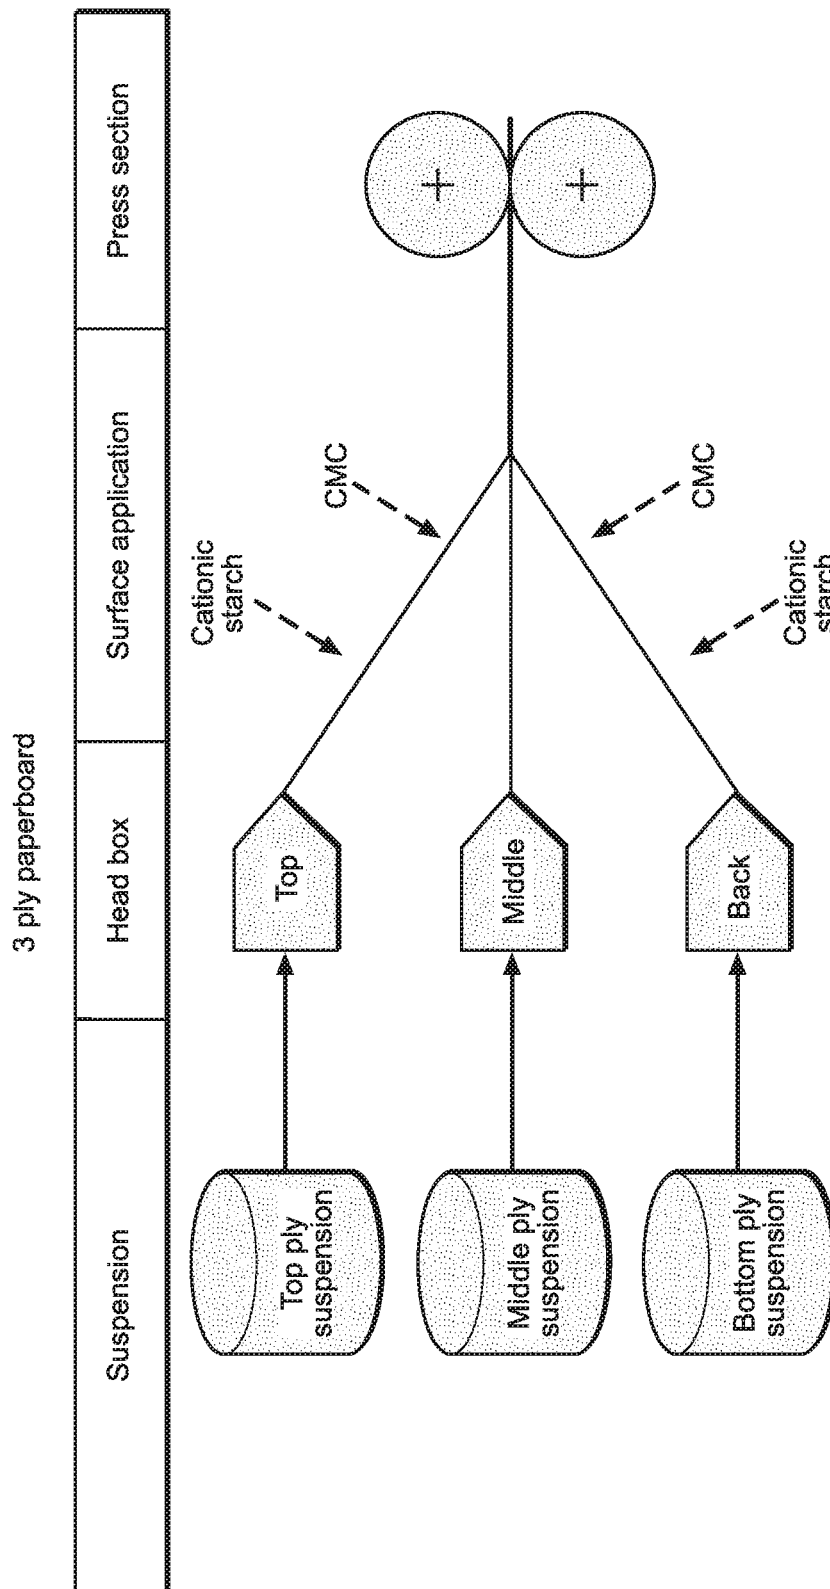 3 ply paperboard
Suspension
Head box
Surface application
Press section
Top ply
suspension
Top
Cationic
starch
CMC
Middle ply
suspension
Middle
Bottom ply
suspension
Back
Cationic
starch
CMC